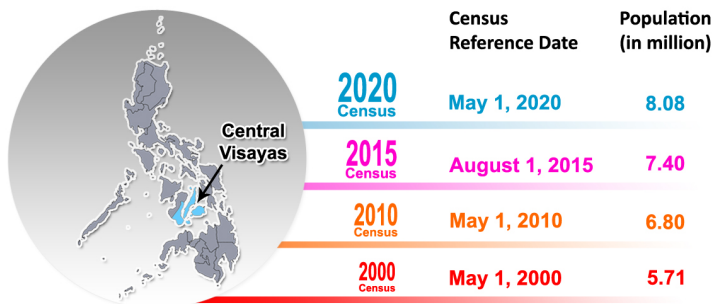 Census
Reference Date
Population
(in million)
2020
Census
May 1, 2020
8.08
Central
Visayas
2015
Census
August 1, 2015
7.40
2010
Census
May 1, 2010
6.80
2000
Census
May 1, 2000
5.71